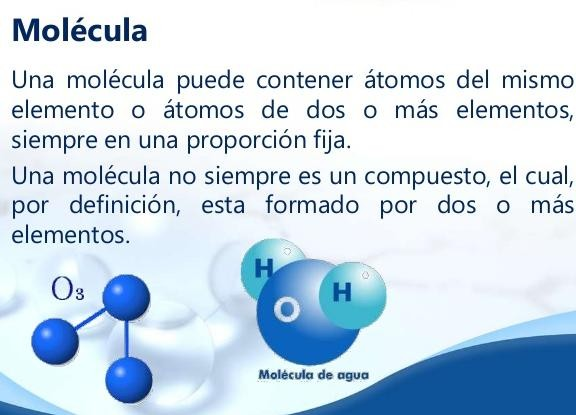 Molécula
Una molécula puede contener átomos del mismo
elemento o átomos de dos o más elementos,
siempre en una proporción fija.
Una molécula no siempre es un compuesto, el cual,
por definición, esta formado por dos o más
elementos.
O₃
H
H
O
Molécula de agua